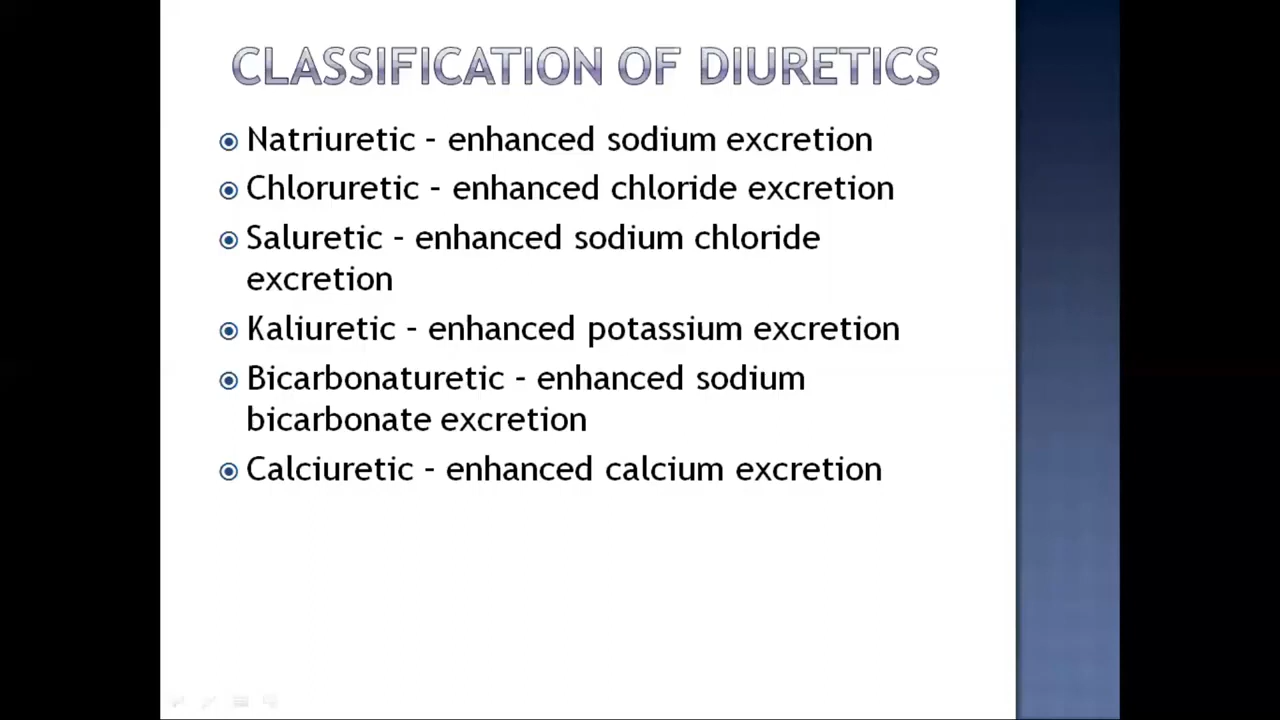 CLASSIFICATION OF DIURETICS
Natriuretic - enhanced sodium excretion
Chloruretic - enhanced chloride excretion
Saluretic - enhanced sodium chloride
excretion
Kaliuretic - enhanced potassium excretion
Bicarbonaturetic - enhanced sodium
bicarbonate excretion
Calciuretic - enhanced calcium excretion